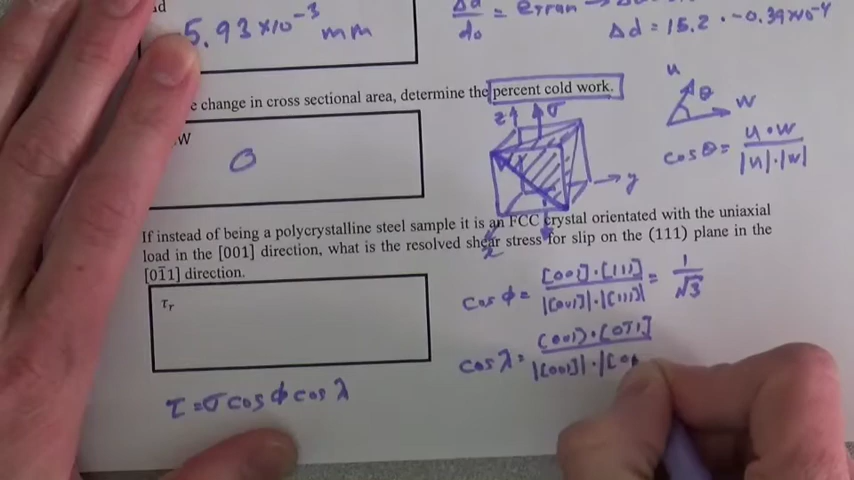 Δd/d₀ = εTran → Δd = 15.2 · -0.39×10⁻⁴
5.93 ×10⁻³ mm
e change in cross sectional area, determine the percent cold work.
W
0
z σ y x
u θ w
cos θ = u·w / |u|·|w|
If instead of being a polycrystalline steel sample it is an FCC crystal orientated with the uniaxial
load in the [001] direction, what is the resolved shear stress for slip on the (111) plane in the
[01̄1] direction.
τr
cos ϕ = [001]·[111] / |[001]|·|[111]| = 1/√3
cos λ = [001]·[01̄1] / |[001]|·|[0
τ = σ cos ϕ cos λ